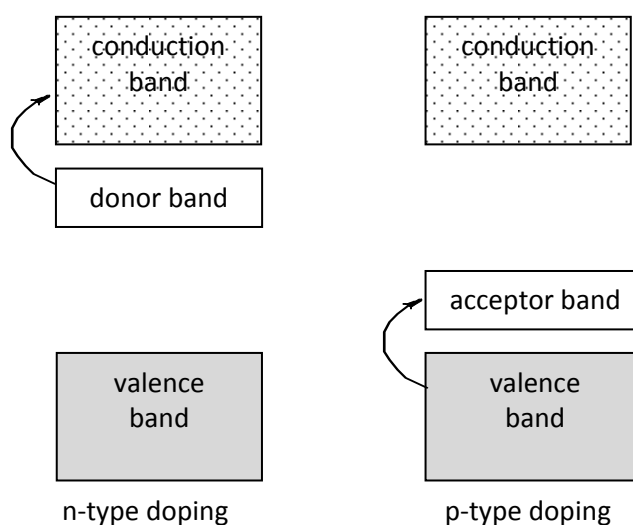 conduction
band
donor band
valence
band
n-type doping
conduction
band
acceptor band
valence
band
p-type doping